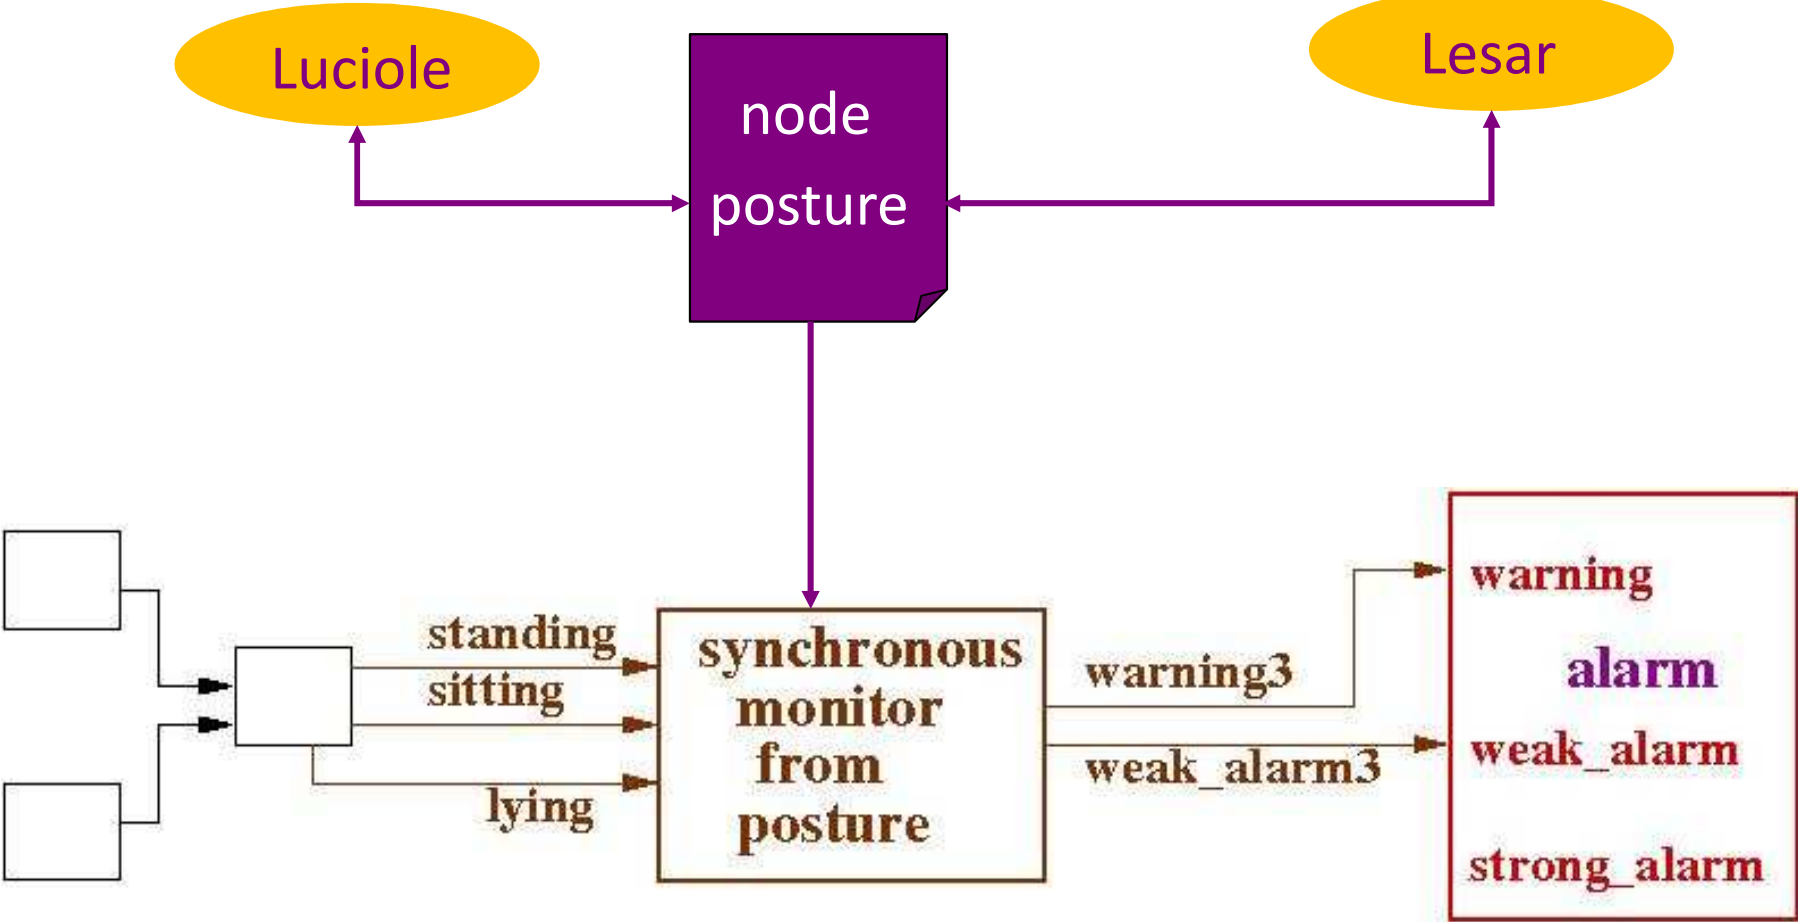 Luciole
Lesar
node
posture
standing
sitting
lying
synchronous
monitor
from
posture
warning3
weak_alarm3
warning
alarm
weak_alarm
strong_alarm